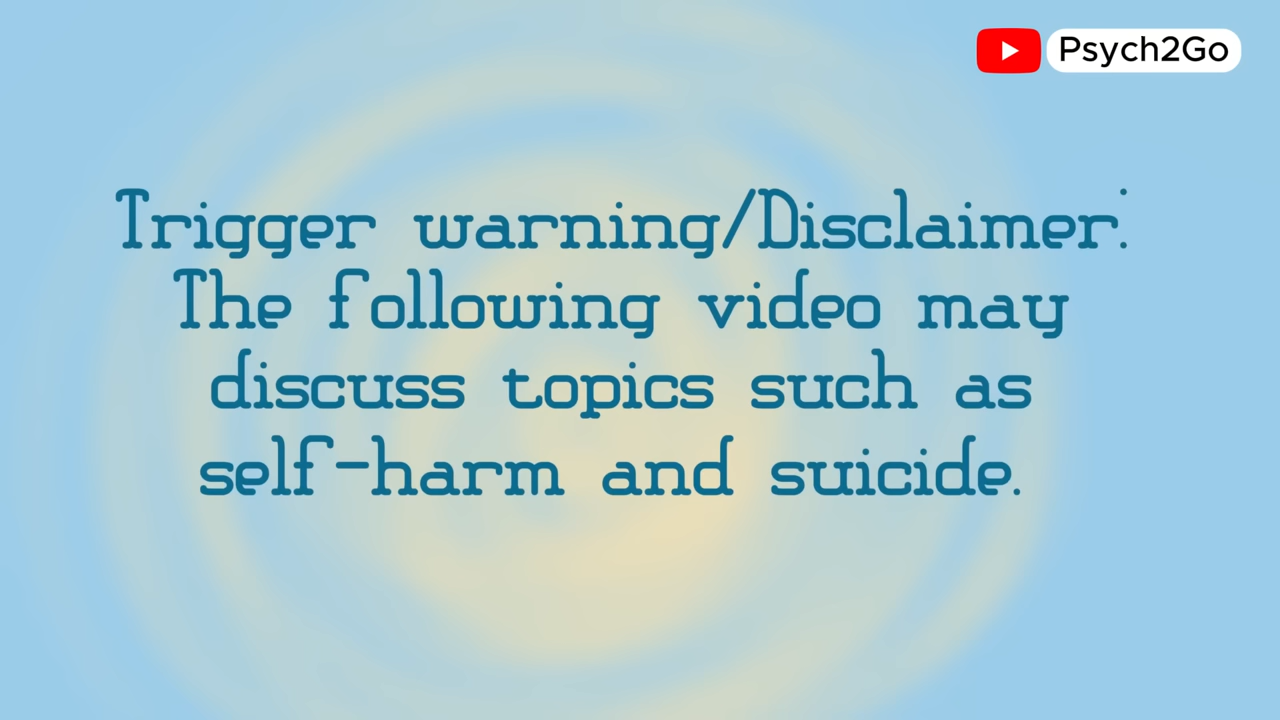 Psych2Go
Trigger warning/Disclaimer:
The following video may
discuss topics such as
self-harm and suicide.